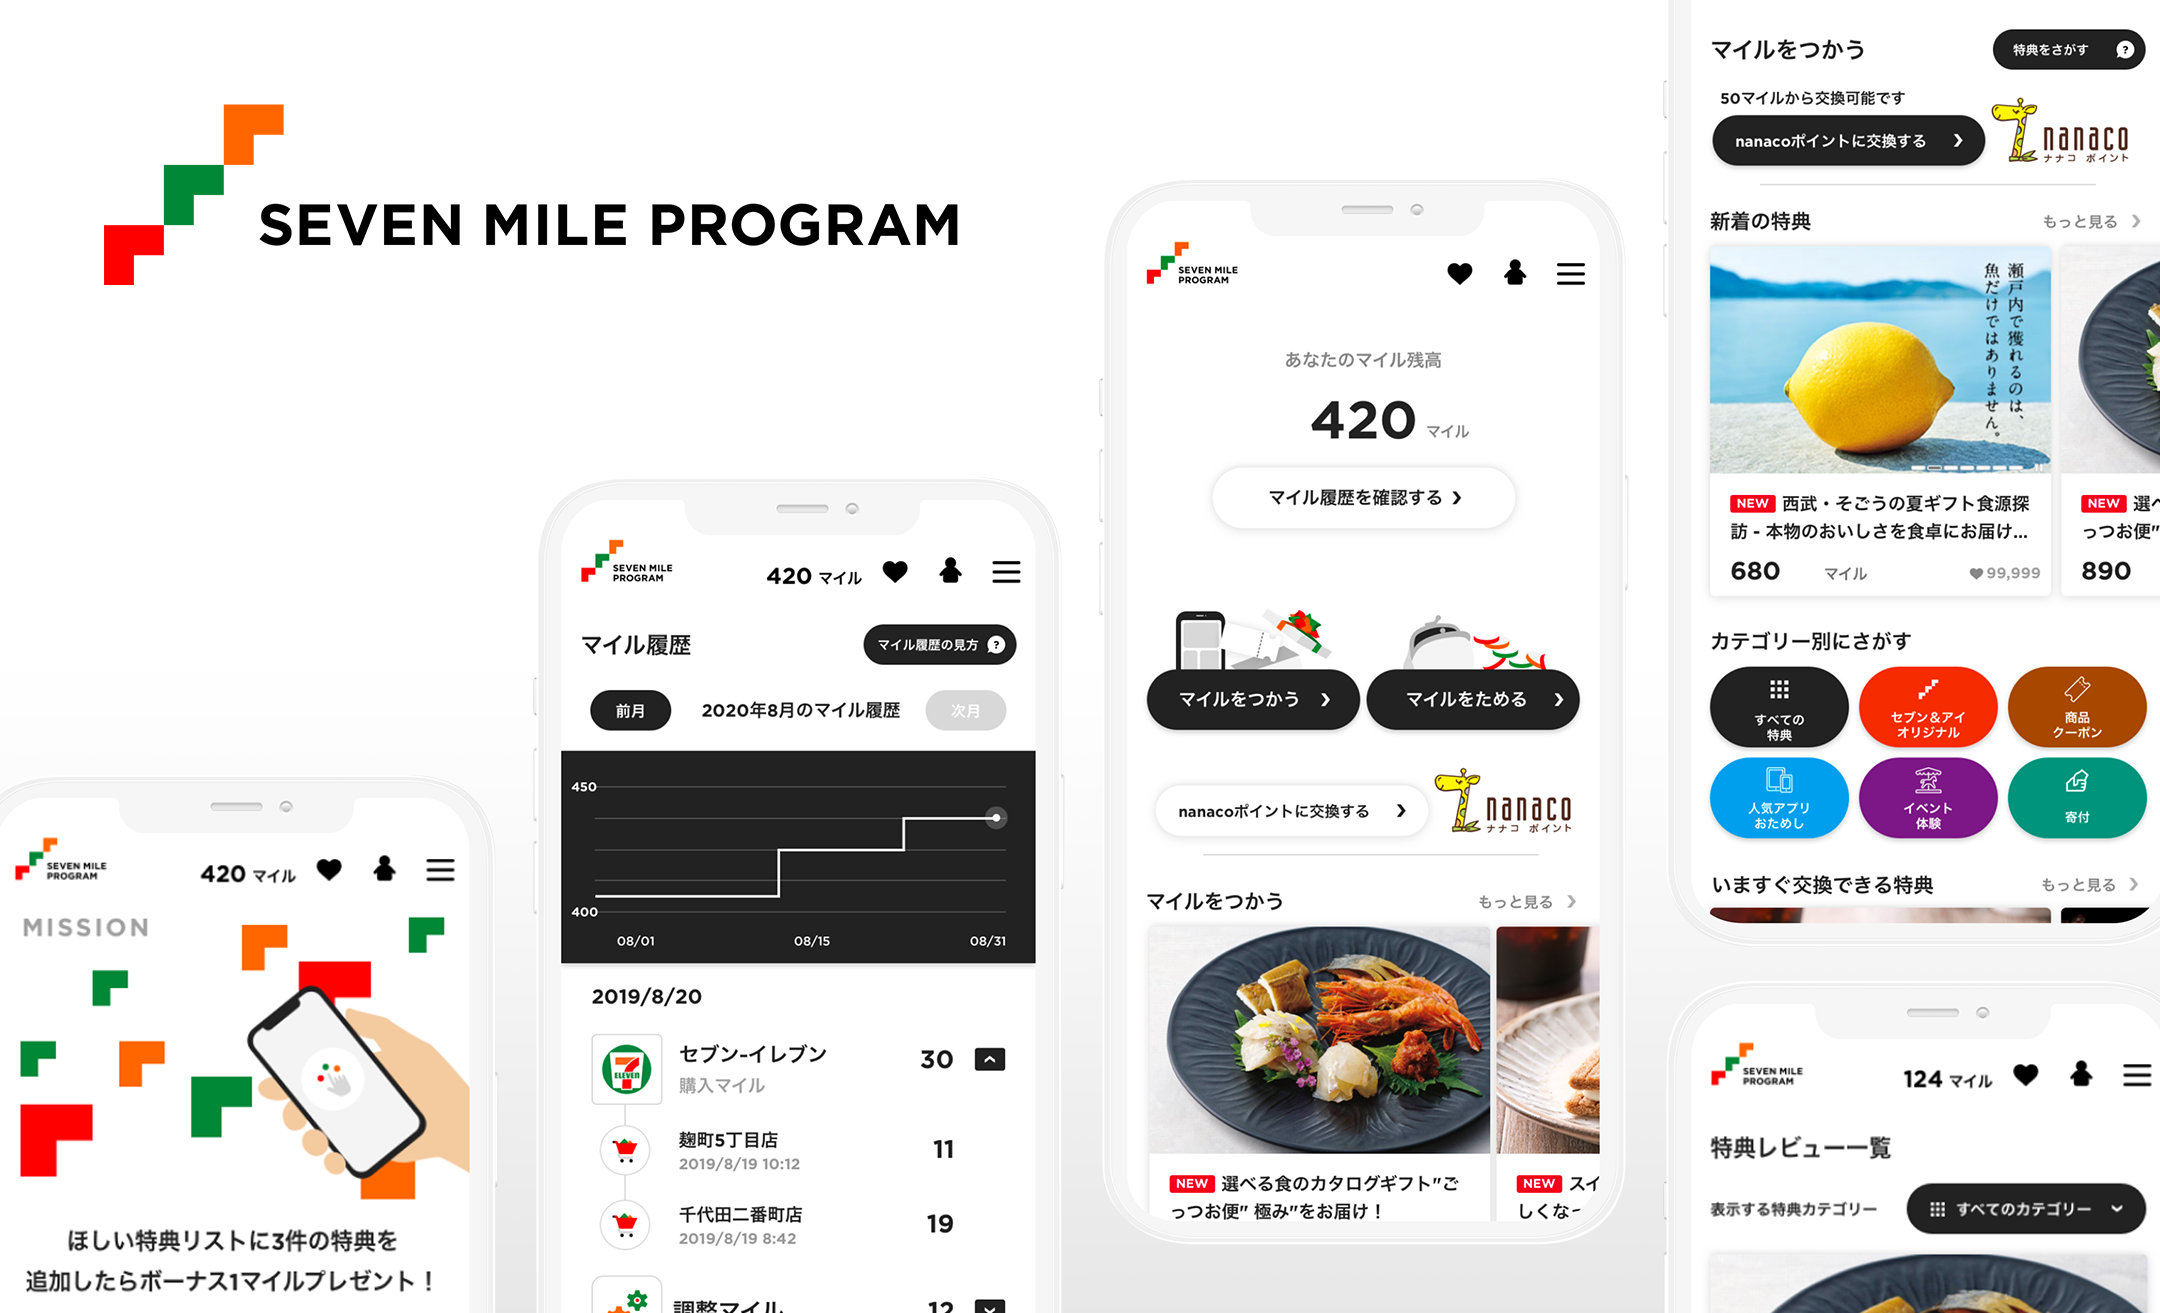 SEVEN MILE PROGRAM
SEVEN MILE
PROGRAM
420 マイル
MISSION
ほしい特典リストに3件の特典を
追加したらボーナス1マイルプレゼント！
SEVEN MILE
PROGRAM
420 マイル
マイル履歴
マイル履歴の見方 ?
前月
2020年8月のマイル履歴
次月
450
400
08/01
08/15
08/31
2019/8/20
7
ELEVEN
セブン-イレブン
購入マイル
30
麹町5丁目店
2019/8/19 10:12
11
千代田二番町店
2019/8/19 8:42
19
調整マイル
12
SEVEN MILE
PROGRAM
あなたのマイル残高
420 マイル
マイル履歴を確認する
マイルをつかう
マイルをためる
nanacoポイントに交換する
nanaco
ナナコ ポイント
マイルをつかう
もっと見る
NEW 選べる食のカタログギフト"ご
っつお便" 極み"をお届け！
NEW スイ
しくなっ
マイルをつかう
特典をさがす ?
50マイルから交換可能です
nanacoポイントに交換する
nanaco
ナナコ ポイント
新着の特典
もっと見る
瀬戸内で獲れるのは、
魚だけではありません。
NEW 西武・そごうの夏ギフト食源探
訪 - 本物のおいしさを食卓にお届け...
680 マイル
99,999
NEW 選べ
っつお便"
890
カテゴリー別にさがす
すべての
特典
セブン&アイ
オリジナル
商品
クーポン
人気アプリ
おためし
イベント
体験
寄付
いますぐ交換できる特典
もっと見る
SEVEN MILE
PROGRAM
124 マイル
特典レビュー一覧
表示する特典カテゴリー
すべてのカテゴリー